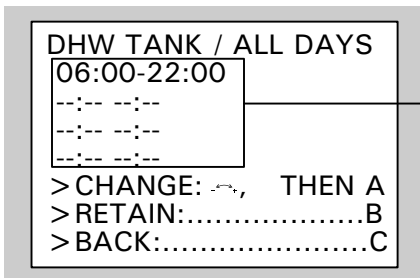 DHW TANK / ALL DAYS
06:00-22:00
--:-- --:--
--:-- --:--
--:-- --:--
>CHANGE: -↷+, THEN A
>RETAIN:..................B
>BACK:......................C